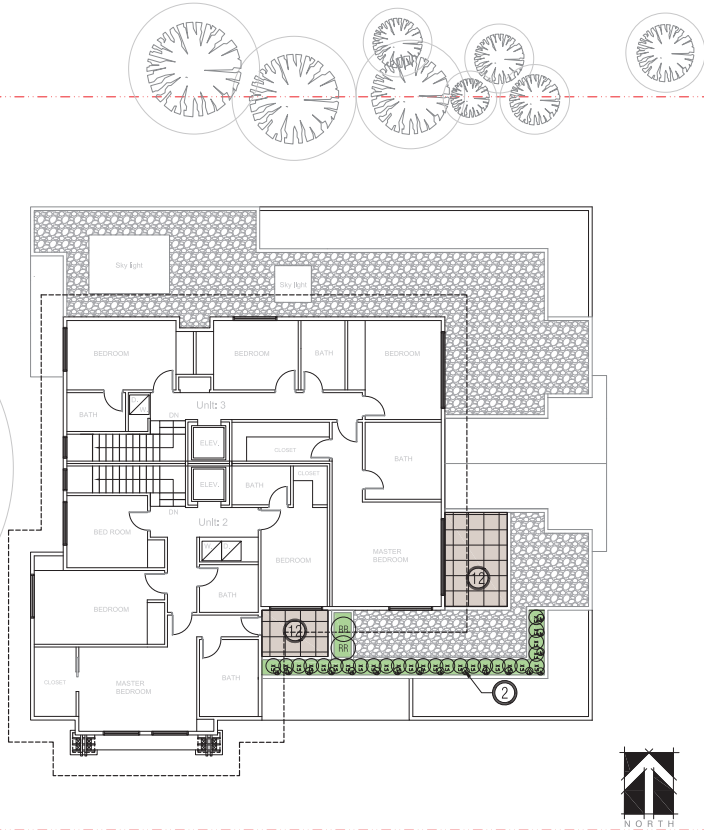 Sky light
Sky light
BEDROOM
BEDROOM
BATH
BEDROOM
BATH
DN
Unit: 3
ELEV.
CLOSET
BATH
ELEV.
BATH
CLOSET
DN
Unit: 2
BED ROOM
BEDROOM
MASTER
BEDROOM
12
BATH
BEDROOM
12
RR
RR
BATH
CLOSET
MASTER
BEDROOM
2
NORTH